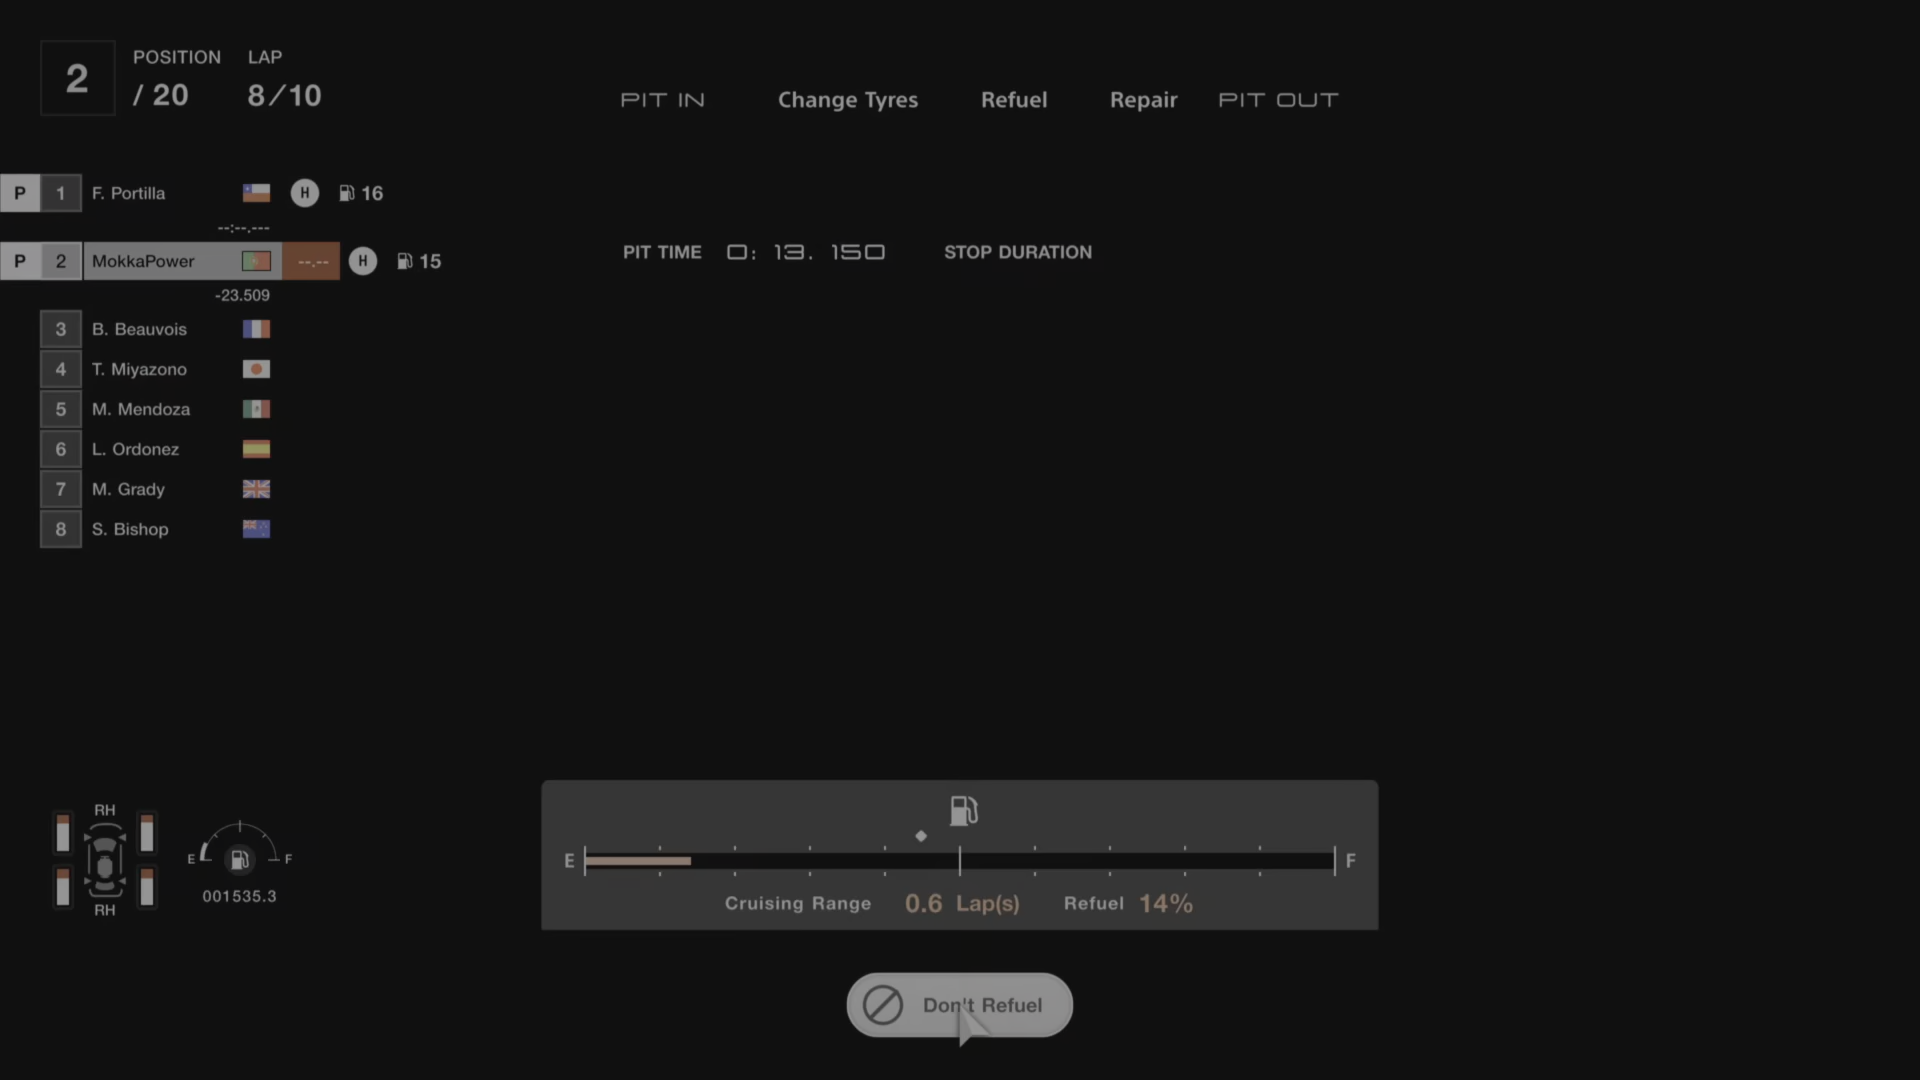 2 POSITION LAP
/ 20 8/10
PIT IN Change Tyres Refuel Repair PIT OUT
P 1 F. Portilla H 16
--:--.---
P 2 MokkaPower --.-- H 15
-23.509
3 B. Beauvois
4 T. Miyazono
5 M. Mendoza
6 L. Ordonez
7 M. Grady
8 S. Bishop
PIT TIME 0: 13. 150 STOP DURATION
RH
E F
001535.3
RH
E F
Cruising Range 0.6 Lap(s) Refuel 14%
Don't Refuel